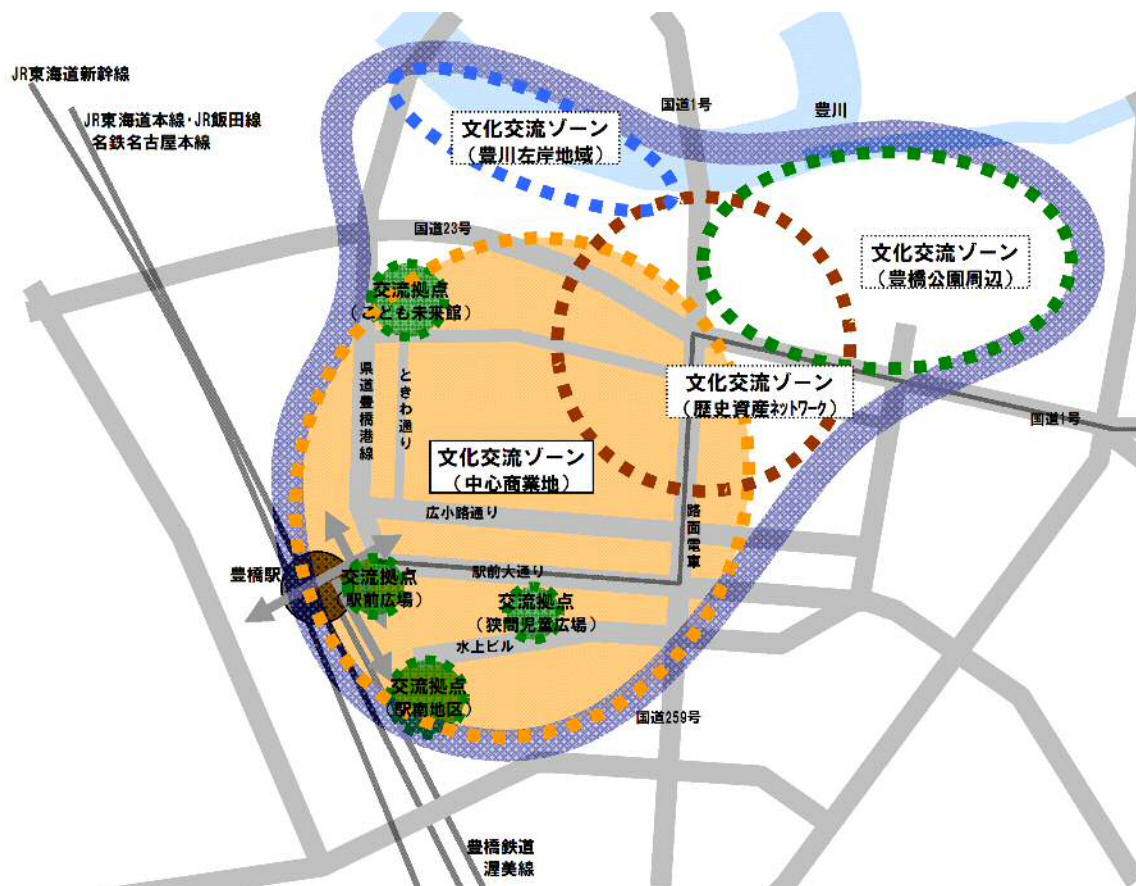 JR東海道新幹線
JR東海道本線・JR飯田線
名鉄名古屋本線
国道1号
豊川
文化交流ゾーン
（豊川左岸地域）
国道23号
文化交流ゾーン
（豊橋公園周辺）
交流拠点
（こども未来館）
県道豊橋港線
ときわ通り
文化交流ゾーン
（歴史資産ネットワーク）
国道1号
文化交流ゾーン
（中心商業地）
広小路通り
路面電車
豊橋駅
交流拠点
（駅前広場）
駅前大通り
交流拠点
（狭間児童広場）
水上ビル
交流拠点
（駅南地区）
国道259号
豊橋鉄道
渥美線